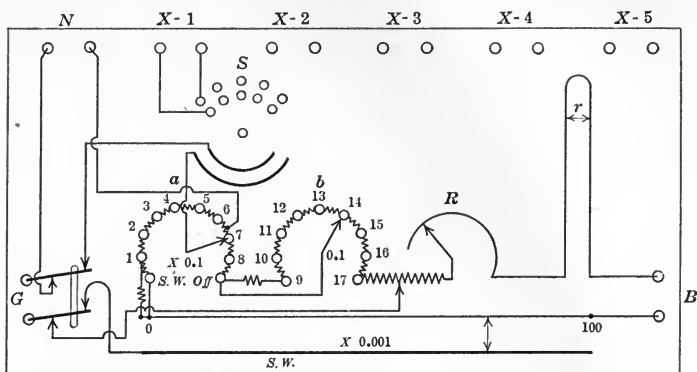 N X-1 X-2 X-3 X-4 X-5
S
r
a b
4 5 13
3 6 12 14 R
2 7 11 15
X 0.1 0.1
1 8 10 16
G S.W. Off 9 17 B
0 100
X 0.001
S.W.